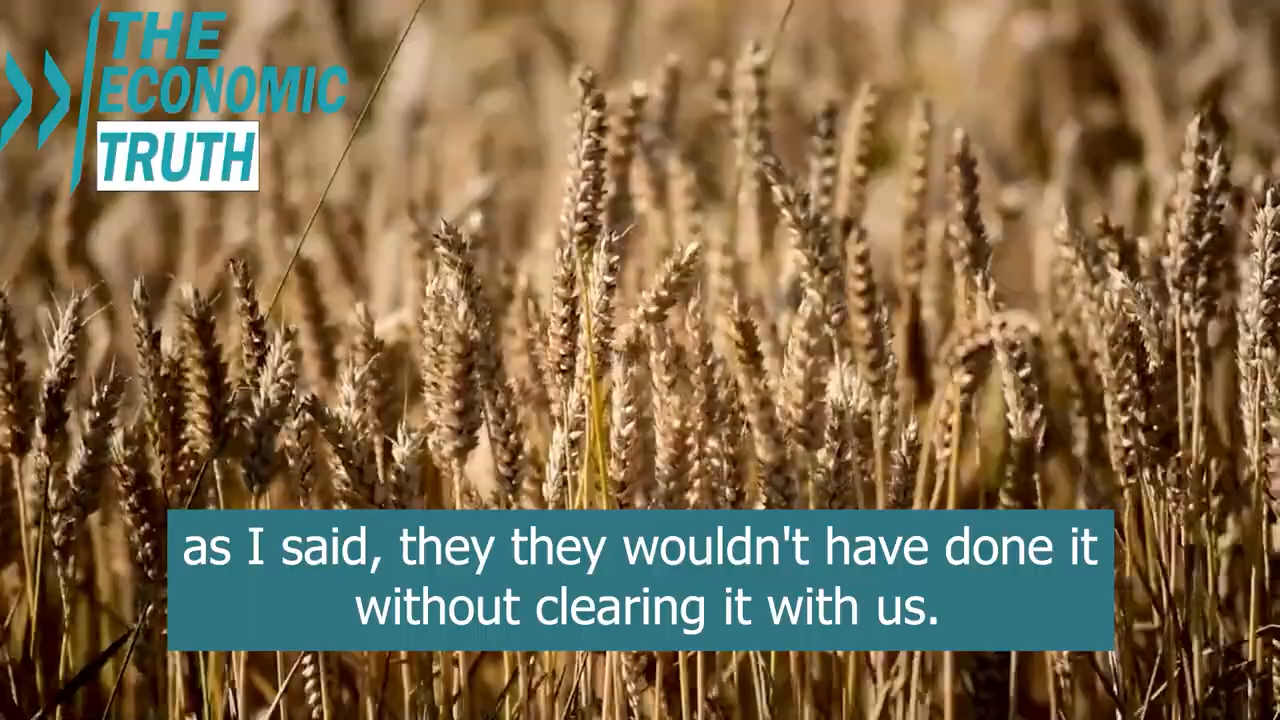 THE
ECONOMIC
TRUTH
as I said, they they wouldn't have done it
without clearing it with us.